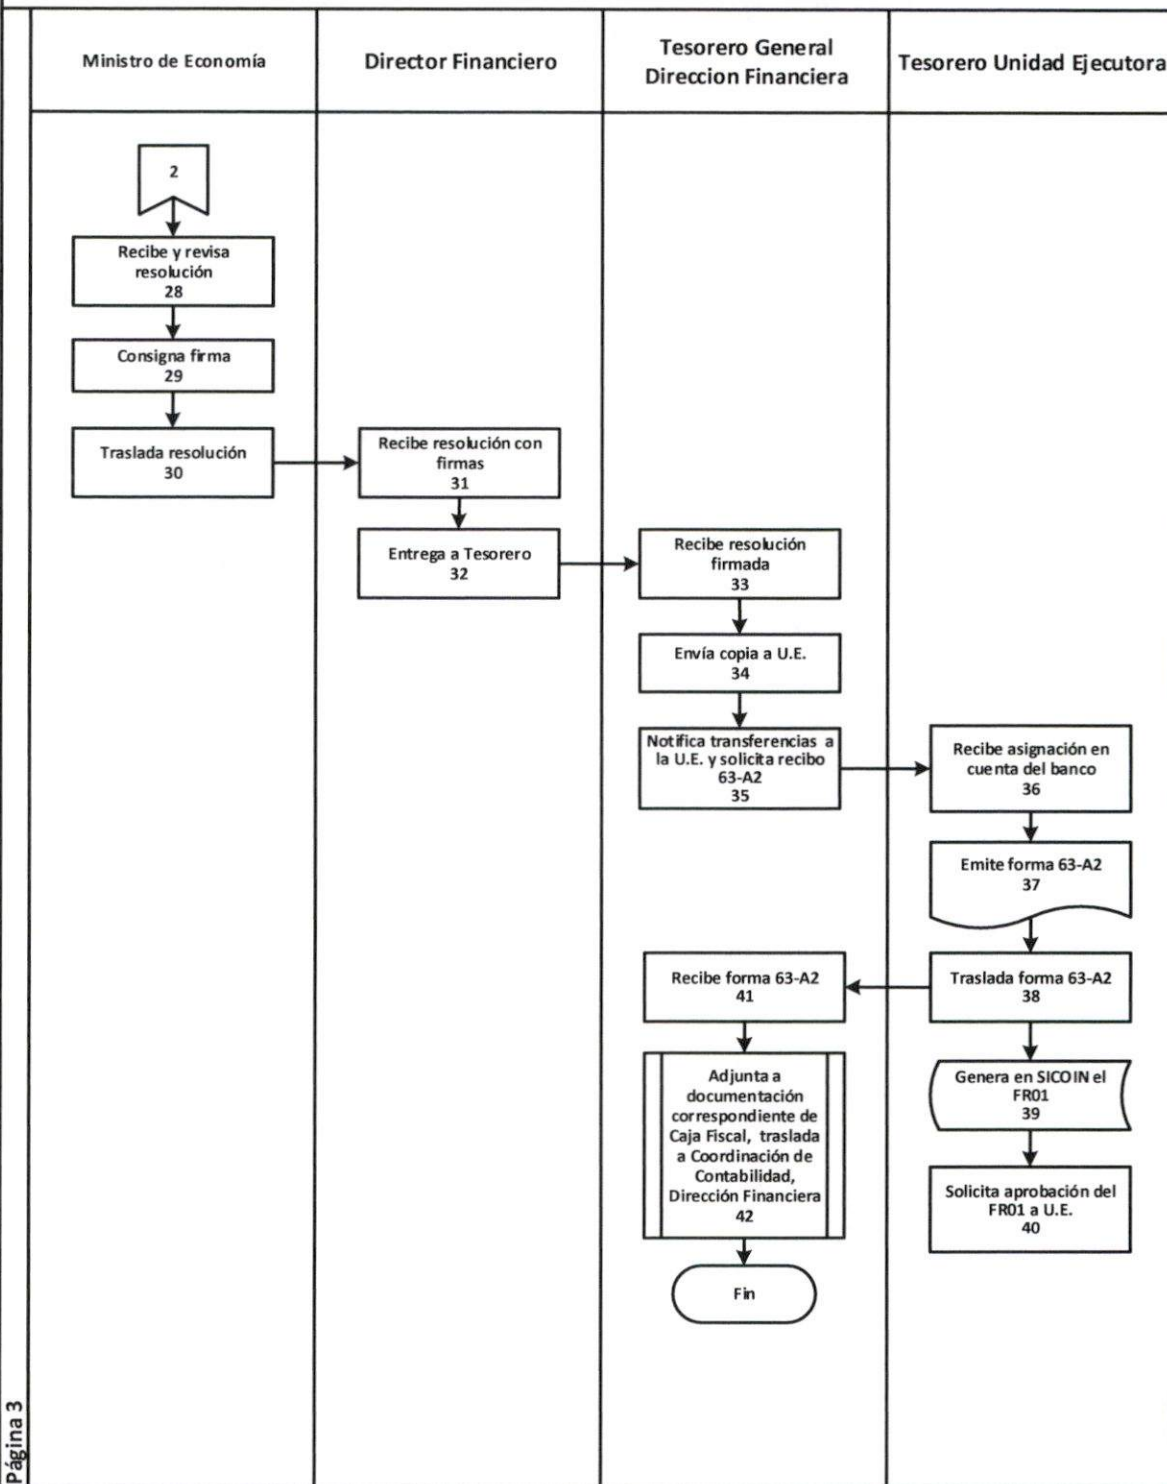 Ministro de Economía
Director Financiero
Tesorero General
Direccion Financiera
Tesorero Unidad Ejecutora
2
Recibe y revisa
resolución
28
Consigna firma
29
Traslada resolución
30
Recibe resolución con
firmas
31
Entrega a Tesorero
32
Recibe resolución
firmada
33
Envía copia a U.E.
34
Notifica transferencias a
la U.E. y solicita recibo
63-A2
35
Recibe asignación en
cuenta del banco
36
Emite forma 63-A2
37
Traslada forma 63-A2
38
Genera en SICOIN el
FR01
39
Solicita aprobación del
FR01 a U.E.
40
Recibe forma 63-A2
41
Adjunta a
documentación
correspondiente de
Caja Fiscal, traslada
a Coordinación de
Contabilidad,
Dirección Financiera
42
Fin
Página 3